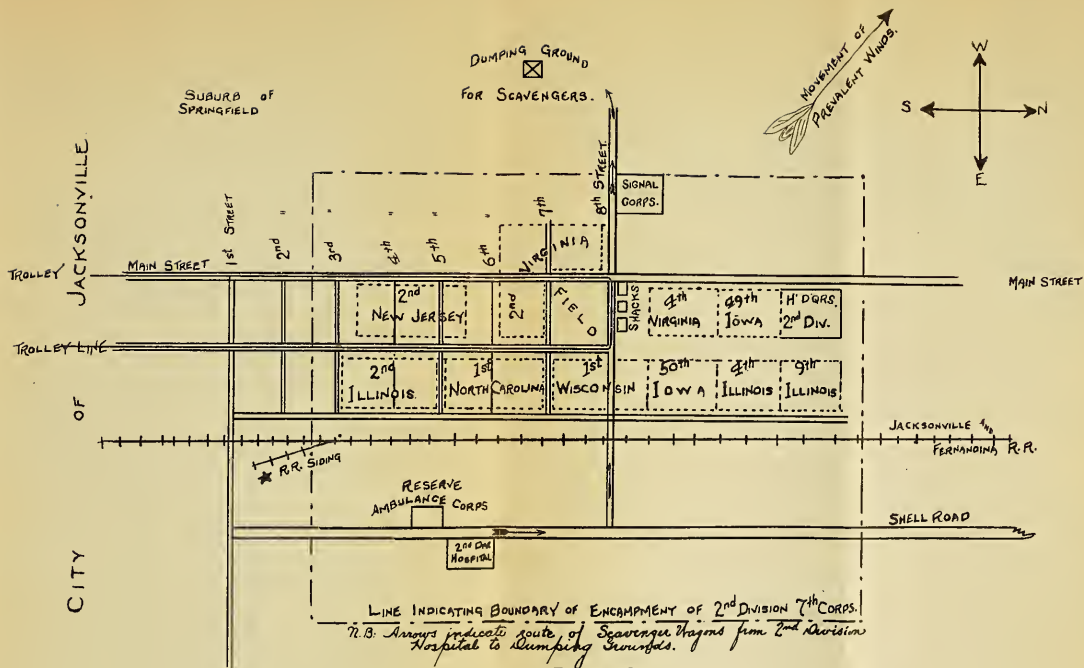 DUMPING GROUND
FOR SCAVENGERS.
SUBURB OF
SPRINGFIELD
MOVEMENT OF
PREVALENT WINDS.
W
S
N
E
CITY OF JACKSONVILLE
1st STREET
2nd "
3rd "
4th "
5th "
6th "
7th
8th STREET.
SIGNAL
CORPS.
TROLLEY
MAIN STREET
MAIN STREET
VIRGINIA
2nd
FIELD
2nd
NEW JERSEY
SHACKS
4th
VIRGINIA
49th
IOWA
H'DQRS.
2nd DIV.
TROLLEY LINE
2nd
ILLINOIS.
1st
NORTH CAROLINA
1st
WISCONSIN
50th
IOWA
4th
ILLINOIS
9th
ILLINOIS
JACKSONVILLE AND
FERNANDINA R.R.
R.R. SIDING
RESERVE
AMBULANCE CORPS
SHELL ROAD
2nd DIV.
HOSPITAL
LINE INDICATING BOUNDARY OF ENCAMPMENT OF 2nd DIVISION 7th CORPS.
N.B: Arrows indicate route of Scavenger Wagons from 2nd Division
Hospital to Dumping Grounds.